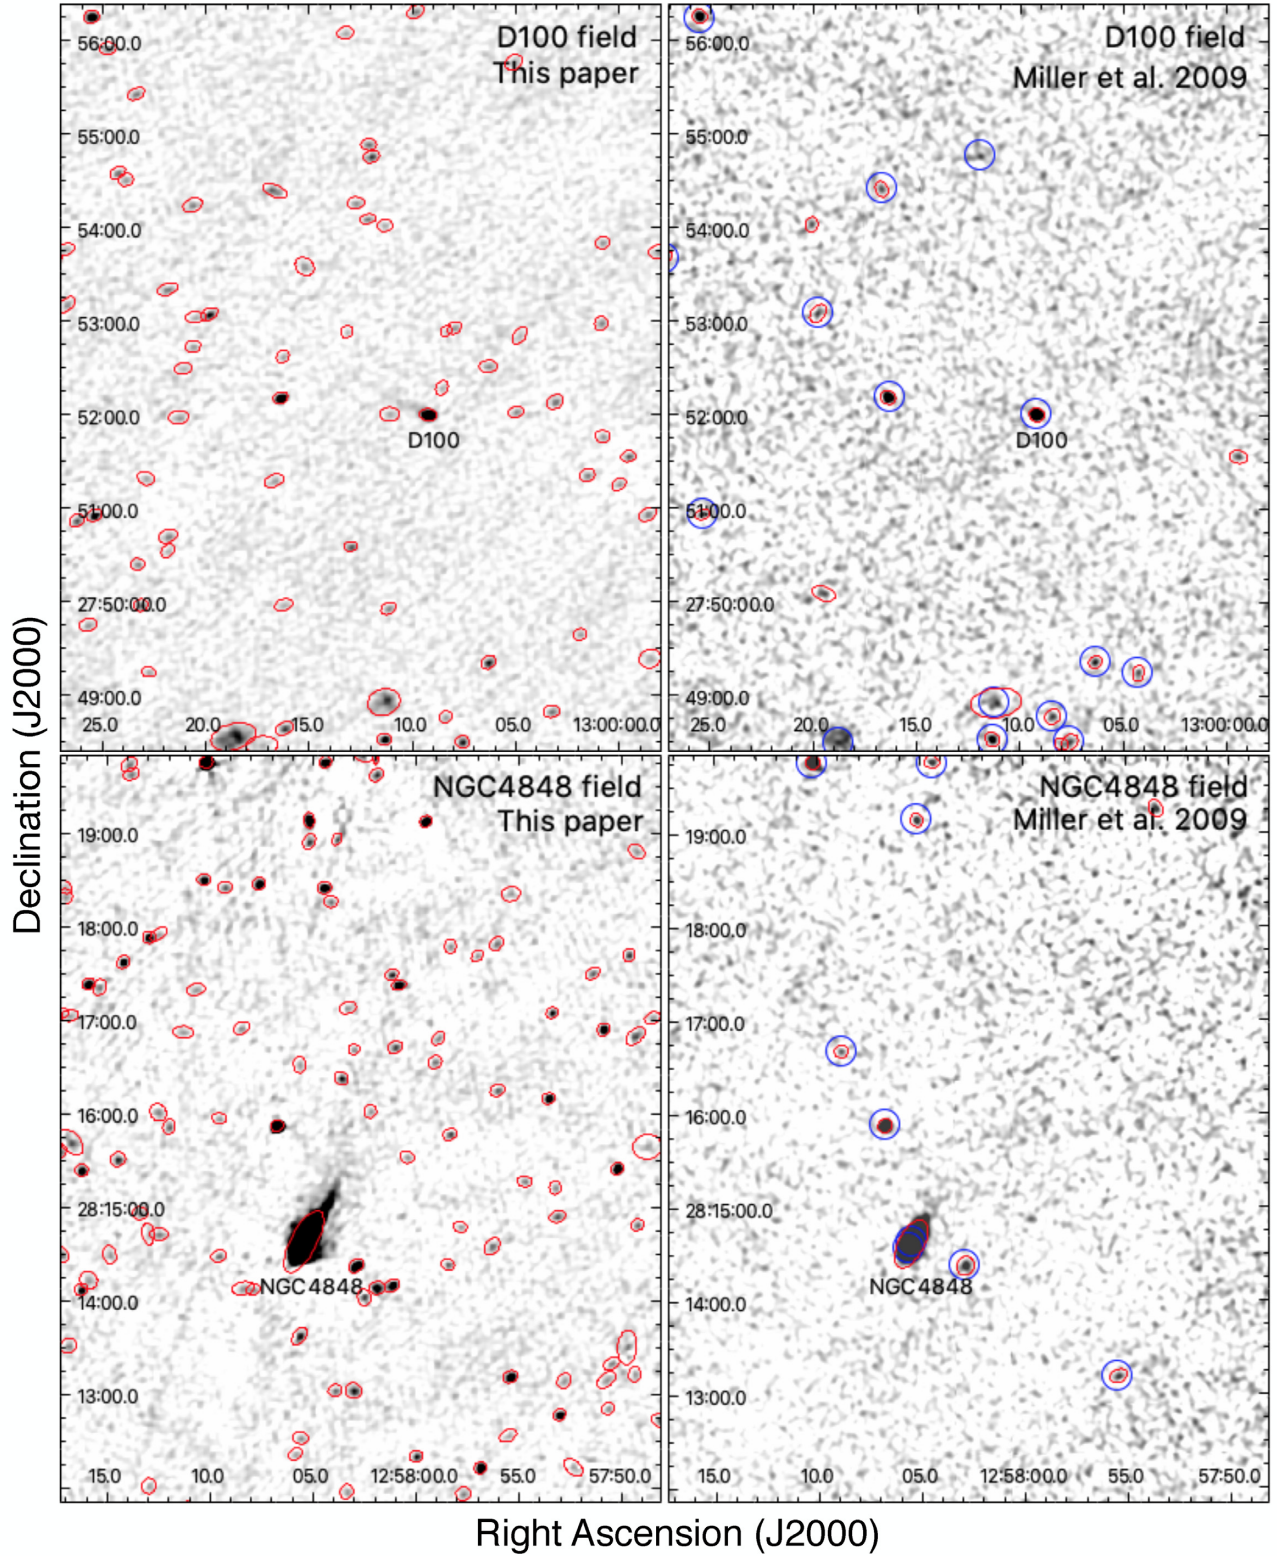 D100 field
This paper
56:00.0
55:00.0
54:00.0
53:00.0
52:00.0
51:00.0
27:50:00.0
49:00.0
D100
25.0 20.0 15.0 10.0 05.0 13:00:00.0
D100 field
Miller et al. 2009
56:00.0
55:00.0
54:00.0
53:00.0
52:00.0
51:00.0
27:50:00.0
49:00.0
D100
25.0 20.0 15.0 10.0 05.0 13:00:00.0
NGC4848 field
This paper
19:00.0
18:00.0
17:00.0
16:00.0
28:15:00.0
14:00.0
13:00.0
NGC4848
15.0 10.0 05.0 12:58:00.0 55.0 57:50.0
NGC4848 field
Miller et al. 2009
19:00.0
18:00.0
17:00.0
16:00.0
28:15:00.0
14:00.0
13:00.0
NGC4848
15.0 10.0 05.0 12:58:00.0 55.0 57:50.0
Declination (J2000)
Right Ascension (J2000)